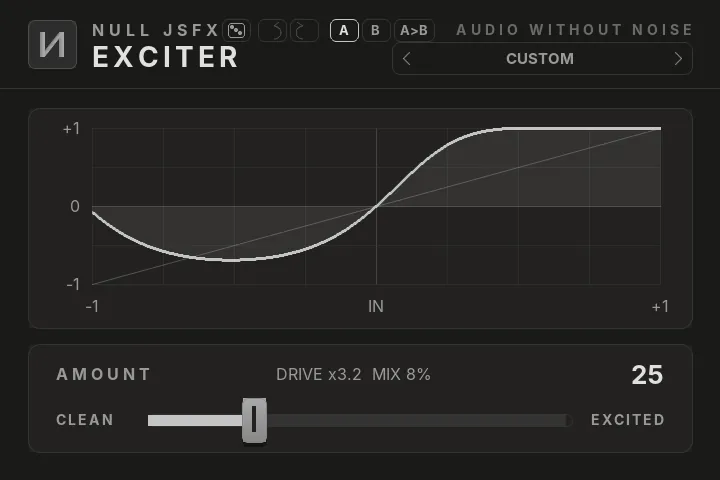 NULL JSFX
A B A>B
AUDIO WITHOUT NOISE
EXCITER
CUSTOM
+1
0
-1
-1 IN +1
AMOUNT DRIVE x3.2 MIX 8% 25
CLEAN EXCITED